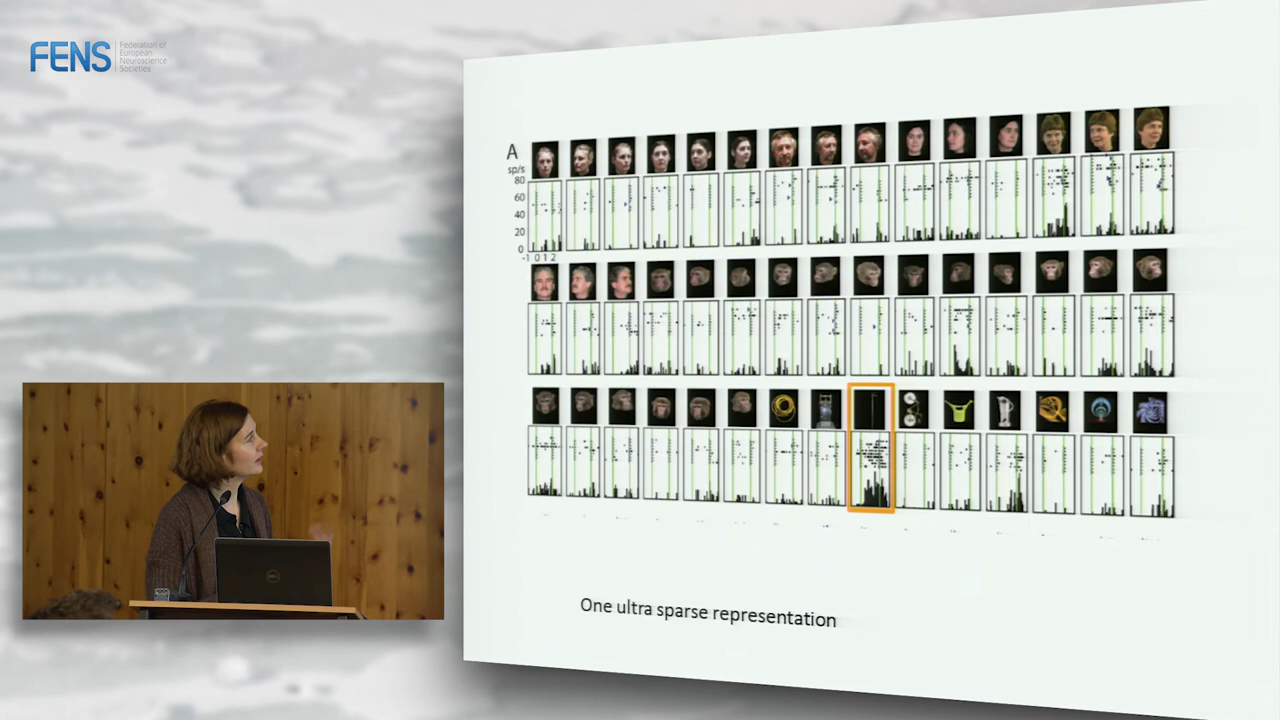 FENS
Federation of
European
Neuroscience
Societies
A
sp/s
80
60
40
20
0
-1 0 1 2
One ultra sparse representation
DELL